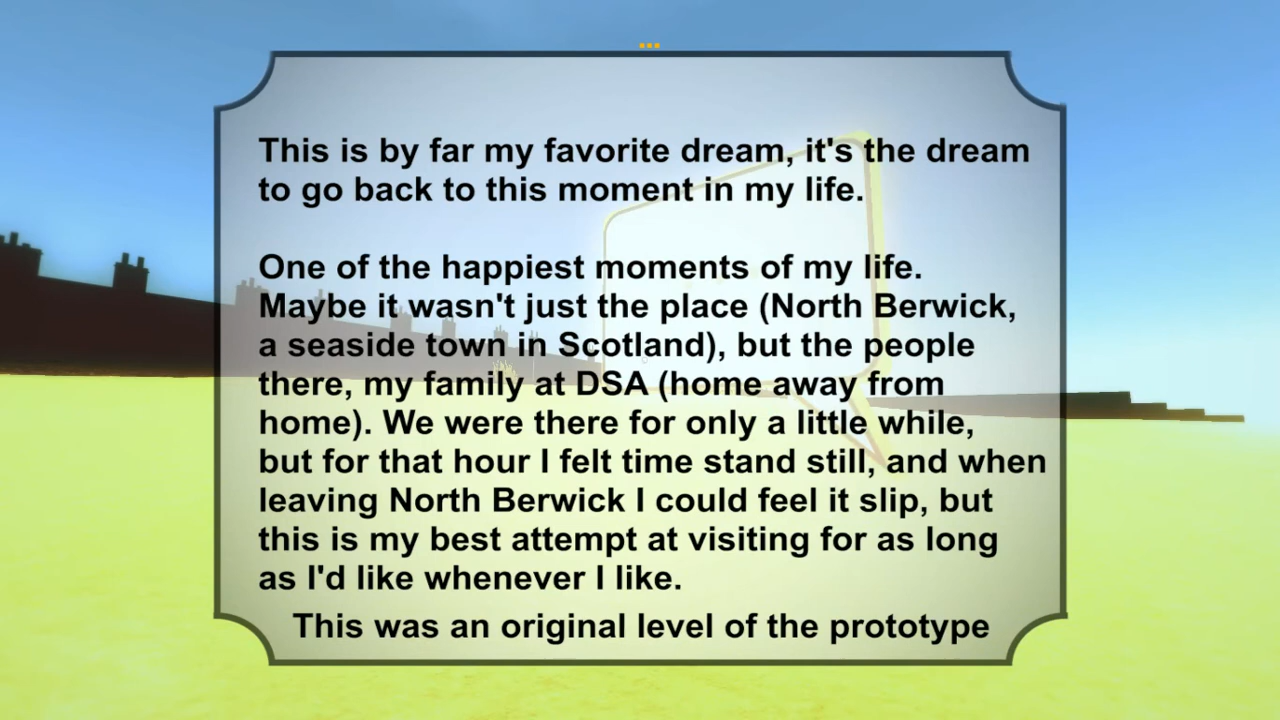 ...
This is by far my favorite dream, it's the dream
to go back to this moment in my life.
One of the happiest moments of my life.
Maybe it wasn't just the place (North Berwick,
a seaside town in Scotland), but the people
there, my family at DSA (home away from
home). We were there for only a little while,
but for that hour I felt time stand still, and when
leaving North Berwick I could feel it slip, but
this is my best attempt at visiting for as long
as I'd like whenever I like.
This was an original level of the prototype